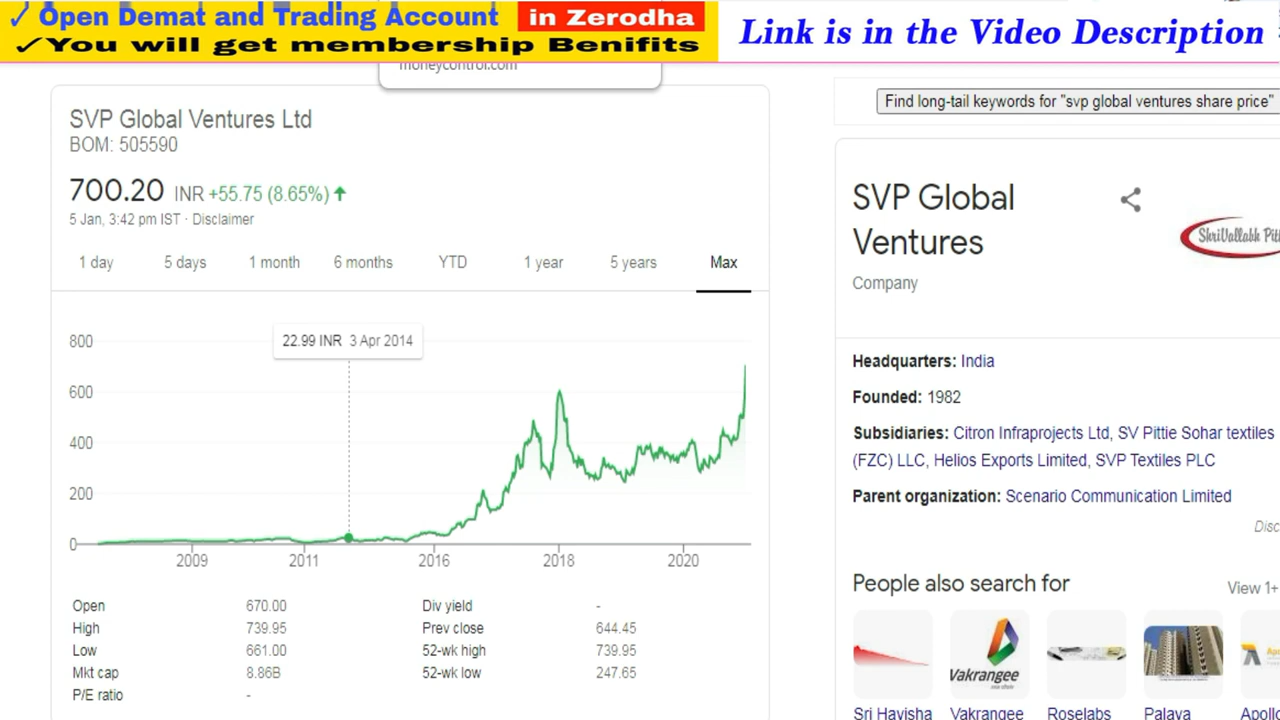 ✓ Open Demat and Trading Account in Zerodha
✓You will get membership Benifits
Link is in the Video Description
moneycontrol.com
Find long-tail keywords for "svp global ventures share price"
SVP Global Ventures Ltd
BOM: 505590
700.20 INR +55.75 (8.65%)
5 Jan, 3:42 pm IST · Disclaimer
1 day 5 days 1 month 6 months YTD 1 year 5 years Max
22.99 INR 3 Apr 2014
800
600
400
200
0
2009 2011 2016 2018 2020
Open 670.00 Div yield -
High 739.95 Prev close 644.45
Low 661.00 52-wk high 739.95
Mkt cap 8.86B 52-wk low 247.65
P/E ratio -
SVP Global
Ventures
Company
ShriVallabh Pitt
Headquarters: India
Founded: 1982
Subsidiaries: Citron Infraprojects Ltd, SV Pittie Sohar textiles
(FZC) LLC, Helios Exports Limited, SVP Textiles PLC
Parent organization: Scenario Communication Limited
Disc
People also search for
View 1+
Vakrangee
Sri Havisha Vakrangee Roselabs Palaya Apollo